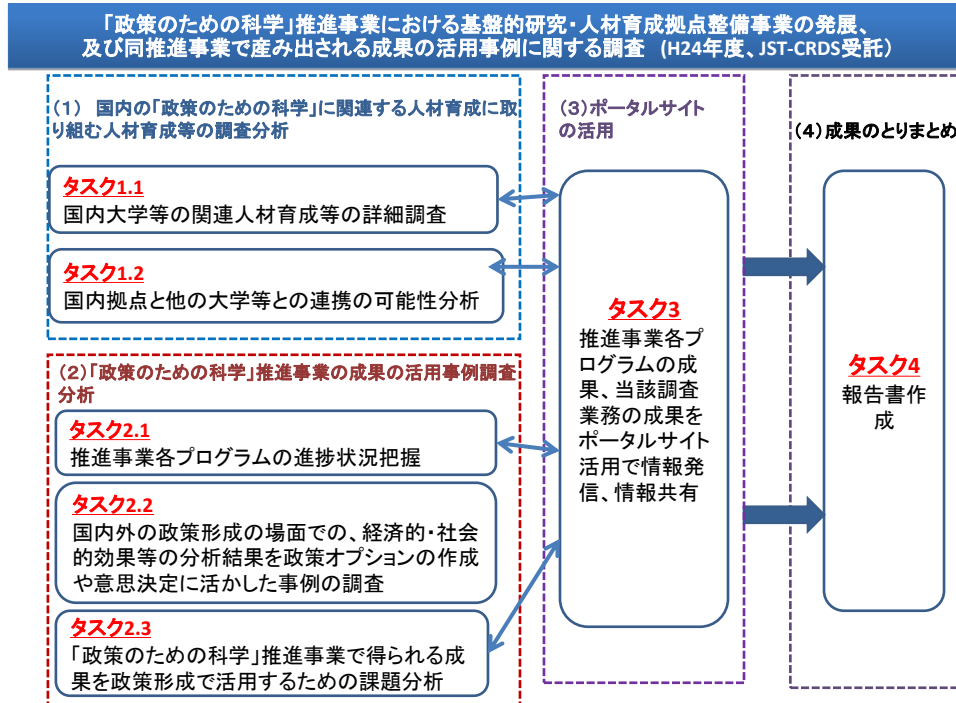 「政策のための科学」推進事業における基盤的研究・人材育成拠点整備事業の発展、
及び同推進事業で産み出される成果の活用事例に関する調査 (H24年度、JST-CRDS受託)
(1) 国内の「政策のための科学」に関連する人材育成に取
り組む人材育成等の調査分析
タスク1.1
国内大学等の関連人材育成等の詳細調査
タスク1.2
国内拠点と他の大学等との連携の可能性分析
(2)「政策のための科学」推進事業の成果の活用事例調査
分析
タスク2.1
推進事業各プログラムの進捗状況把握
タスク2.2
国内外の政策形成の場面での、経済的・社会
的効果等の分析結果を政策オプションの作成
や意思決定に活かした事例の調査
タスク2.3
「政策のための科学」推進事業で得られる成
果を政策形成で活用するための課題分析
(3)ポータルサイト
の活用
タスク3
推進事業各プ
ログラムの成
果、当該調査
業務の成果を
ポータルサイト
活用で情報発
信、情報共有
(4)成果のとりまとめ
タスク4
報告書作
成